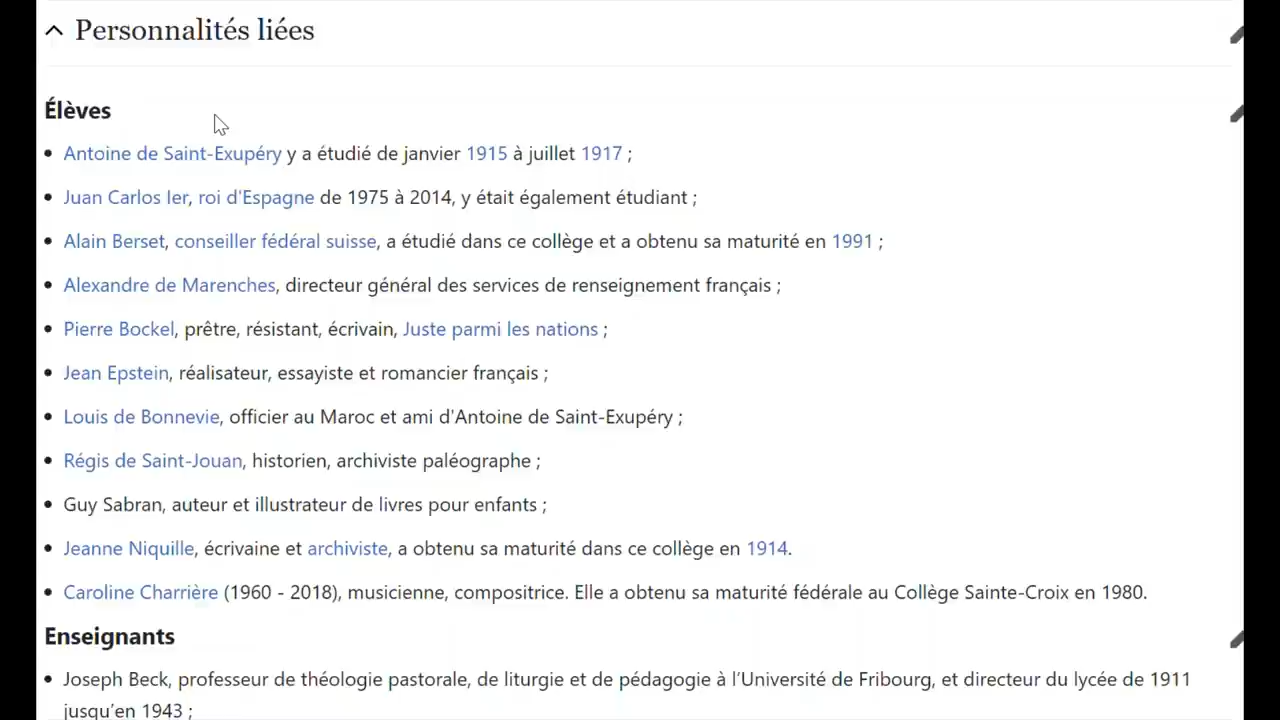 Personnalités liées
Élèves
Antoine de Saint-Exupéry y a étudié de janvier 1915 à juillet 1917 ;
Juan Carlos Ier, roi d'Espagne de 1975 à 2014, y était également étudiant ;
Alain Berset, conseiller fédéral suisse, a étudié dans ce collège et a obtenu sa maturité en 1991 ;
Alexandre de Marenches, directeur général des services de renseignement français ;
Pierre Bockel, prêtre, résistant, écrivain, Juste parmi les nations ;
Jean Epstein, réalisateur, essayiste et romancier français ;
Louis de Bonnevie, officier au Maroc et ami d'Antoine de Saint-Exupéry ;
Régis de Saint-Jouan, historien, archiviste paléographe ;
Guy Sabran, auteur et illustrateur de livres pour enfants ;
Jeanne Niquille, écrivaine et archiviste, a obtenu sa maturité dans ce collège en 1914.
Caroline Charrière (1960 - 2018), musicienne, compositrice. Elle a obtenu sa maturité fédérale au Collège Sainte-Croix en 1980.
Enseignants
Joseph Beck, professeur de théologie pastorale, de liturgie et de pédagogie à l’Université de Fribourg, et directeur du lycée de 1911
jusqu’en 1943 ;